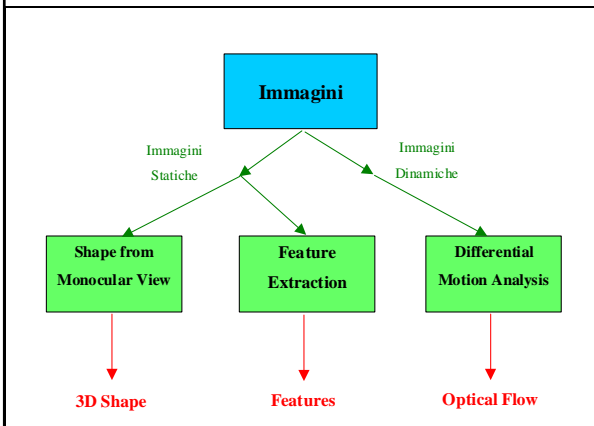 Immagini
Immagini
Statiche
Immagini
Dinamiche
Shape from
Monocular View
Feature
Extraction
Differential
Motion Analysis
3D Shape
Features
Optical Flow